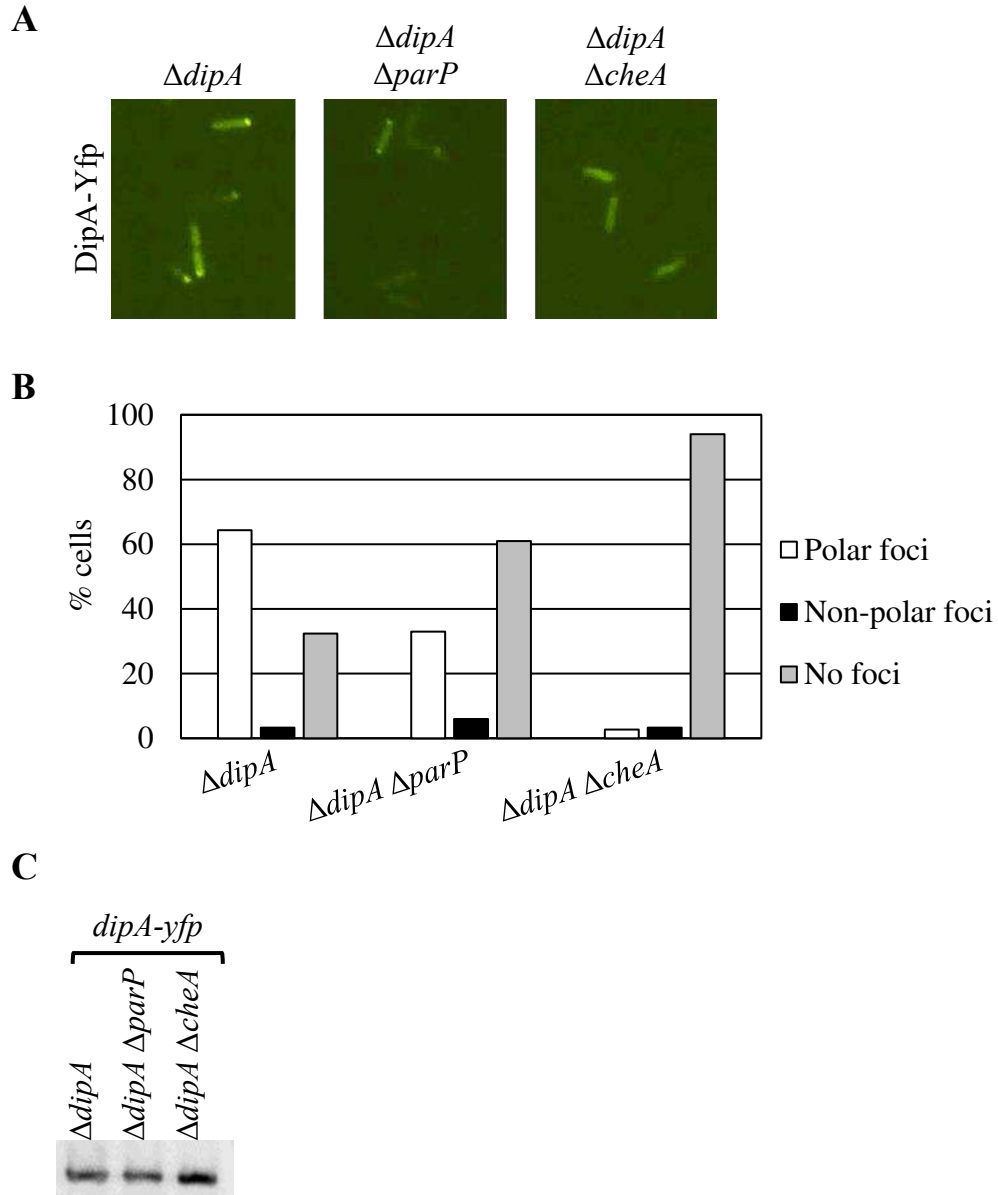 A
ΔdipA
ΔdipA
ΔparP
ΔdipA
ΔcheA
DipA-Yfp
B
100
80
60
40
20
0
% cells
Polar foci
Non-polar foci
No foci
ΔdipA
ΔdipA ΔparP
ΔdipA ΔcheA
C
dipA-yfp
ΔdipA
ΔdipA ΔparP
ΔdipA ΔcheA